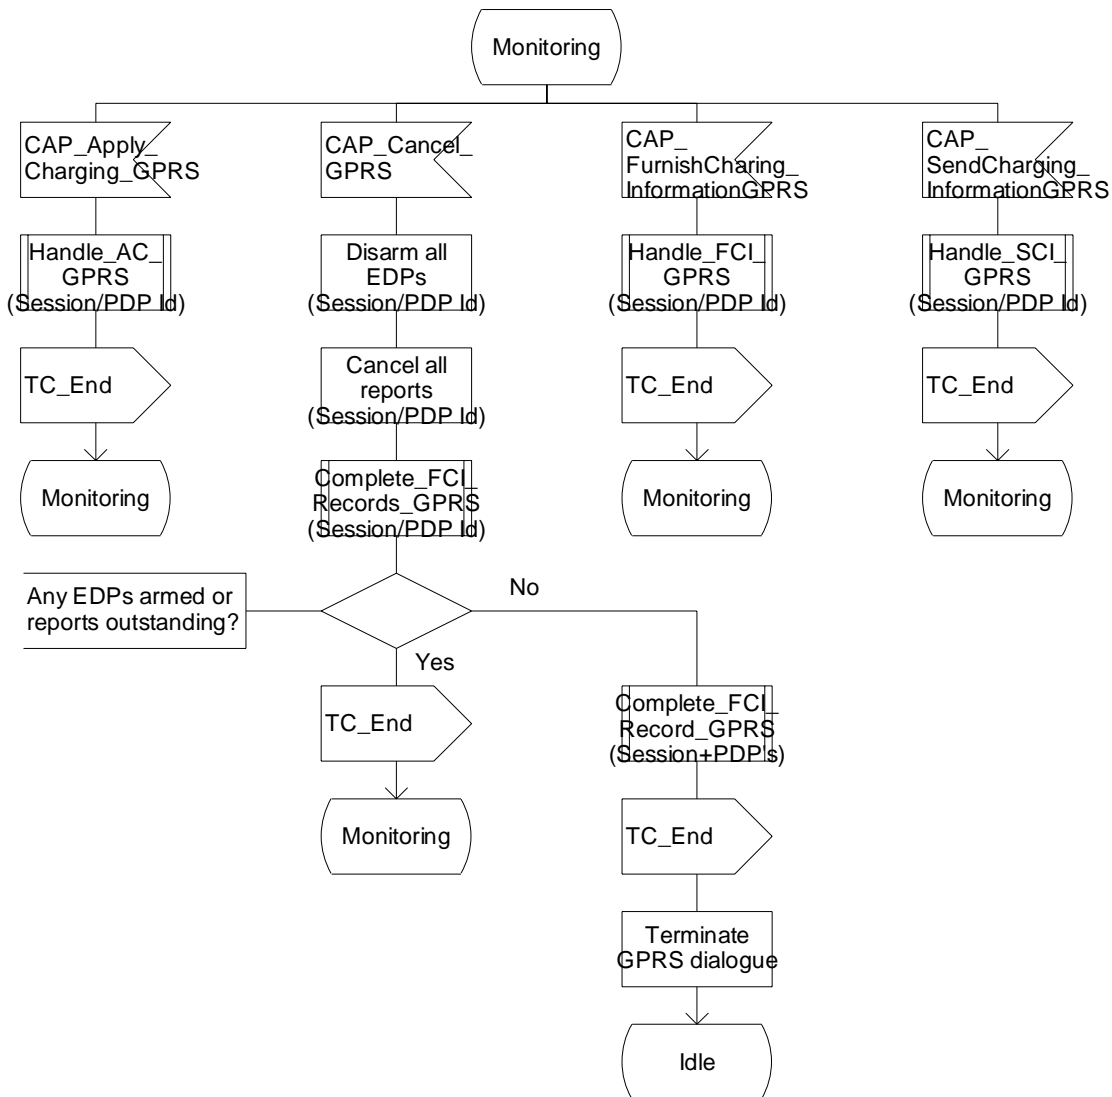 Monitoring
CAP_Apply_
Charging_GPRS
CAP_Cancel_
GPRS
CAP_
FurnishCharing_
InformationGPRS
CAP_
SendCharging_
InformationGPRS
Handle_AC_
GPRS
(Session/PDP Id)
Disarm all
EDPs
(Session/PDP Id)
Handle_FCI_
GPRS
(Session/PDP Id)
Handle_SCI_
GPRS
(Session/PDP Id)
TC_End
Cancel all
reports
(Session/PDP Id)
TC_End
TC_End
Monitoring
Complete_FCI_
Records_GPRS
(Session/PDP Id)
Monitoring
Monitoring
Any EDPs armed or
reports outstanding?
No
Yes
TC_End
Complete_FCI_
Record_GPRS
(Session+PDP's)
Monitoring
TC_End
Terminate
GPRS dialogue
Idle